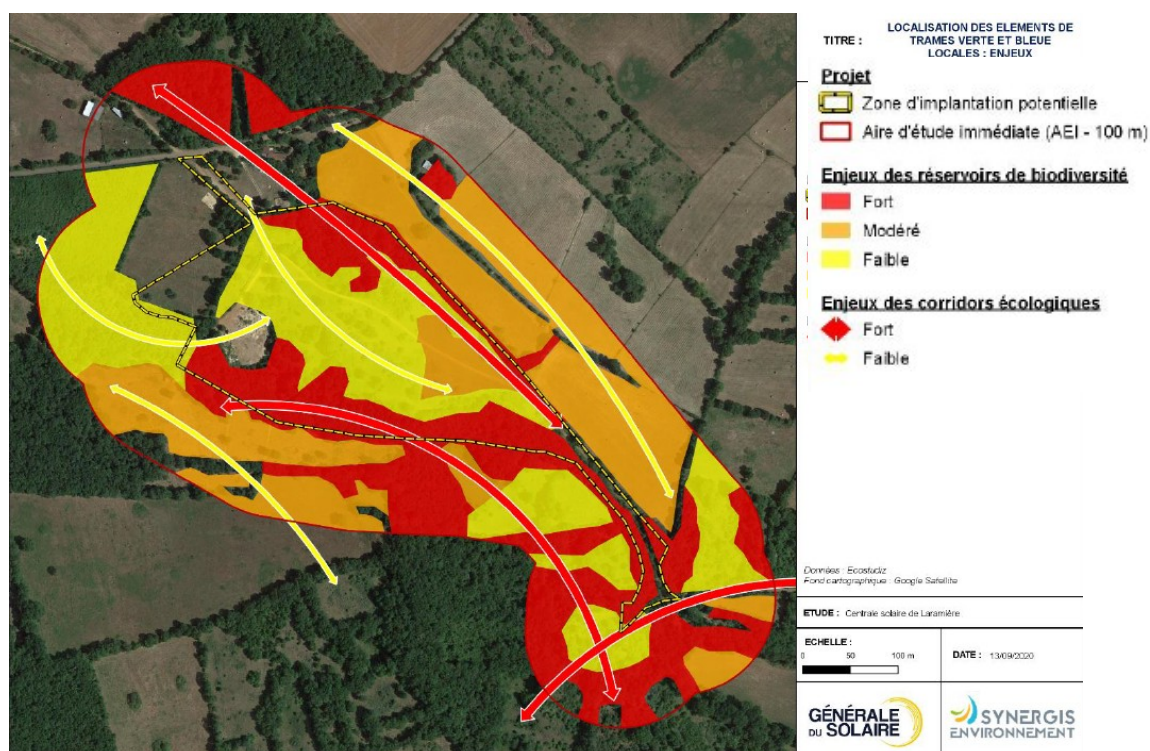 TITRE :
LOCALISATION DES ELEMENTS DE
TRAMES VERTE ET BLEUE
LOCALES : ENJEUX
Projet
Zone d'implantation potentielle
Aire d'étude immédiate (AEI - 100 m)
Enjeux des réservoirs de biodiversité
Fort
Modéré
Faible
Enjeux des corridors écologiques
Fort
Faible
Données : Ecostudiz
Fond cartographique : Google Satellite
ETUDE : Centrale solaire de Laramière
ECHELLE :
0 50 100 m
DATE : 13/09/2020
GÉNÉRALE
DU SOLAIRE
SYNERGIS
ENVIRONNEMENT